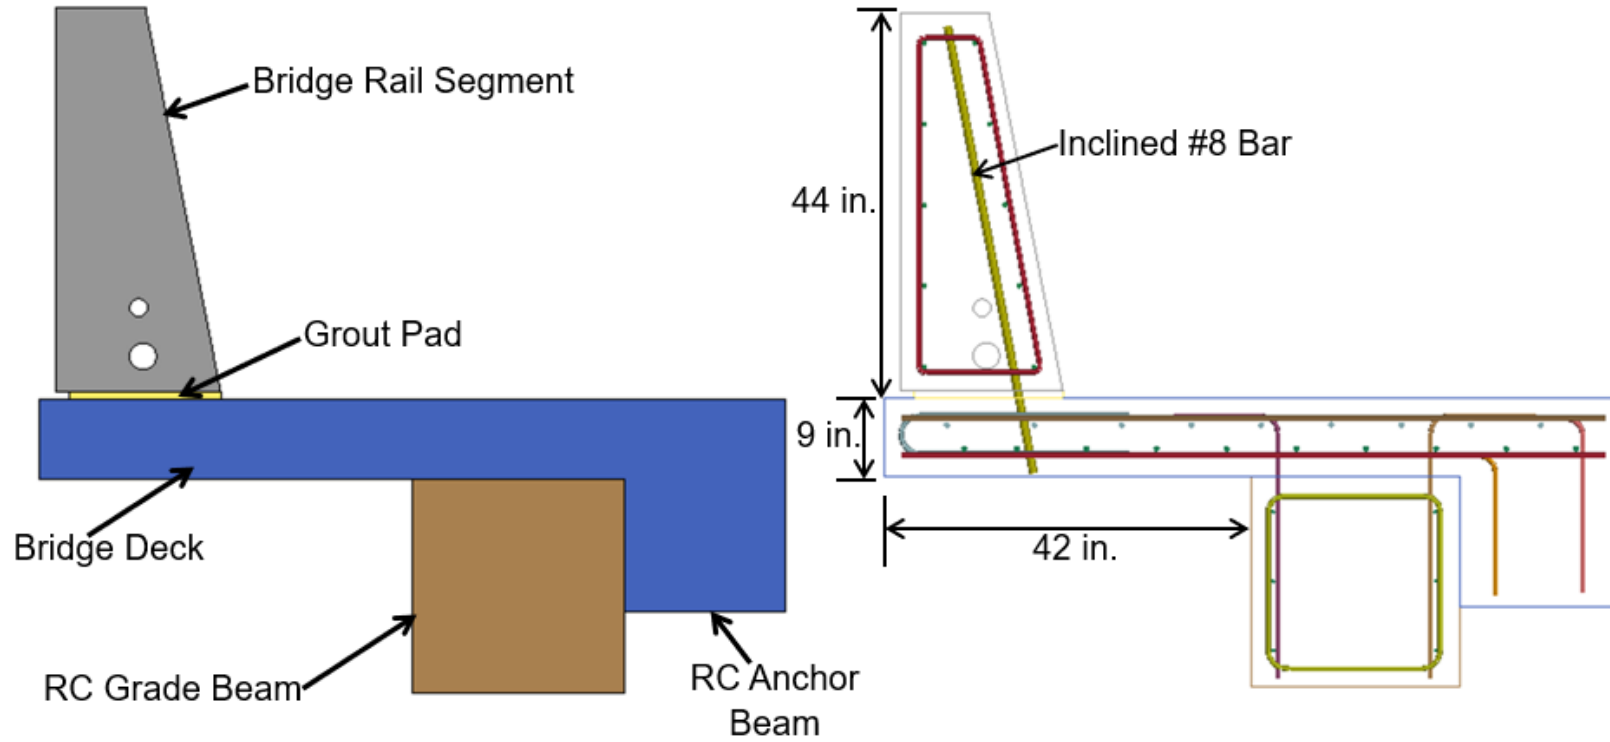 Bridge Rail Segment
Grout Pad
Bridge Deck
RC Grade Beam
RC Anchor
Beam
Inclined #8 Bar
44 in.
9 in.
42 in.